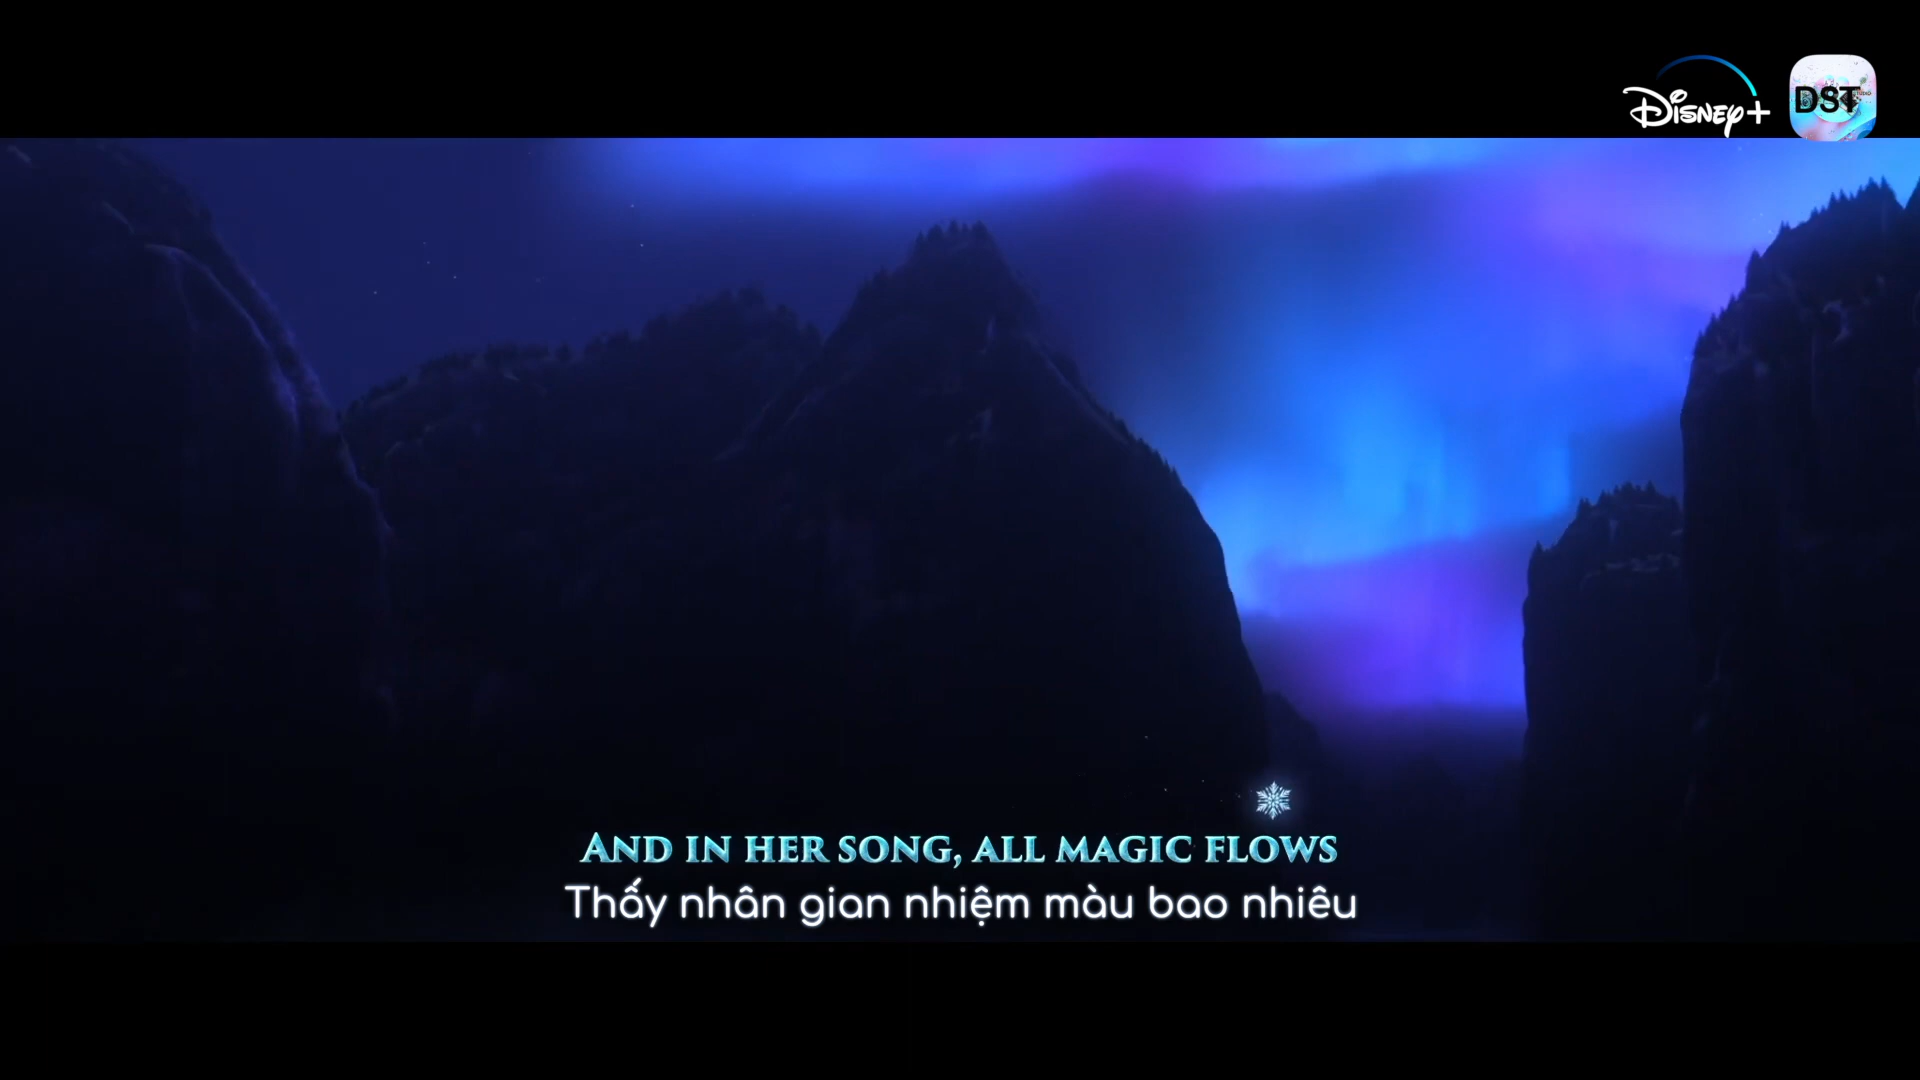 Disney+
DST
AND IN HER SONG, ALL MAGIC FLOWS
Thấy nhân gian nhiệm màu bao nhiêu